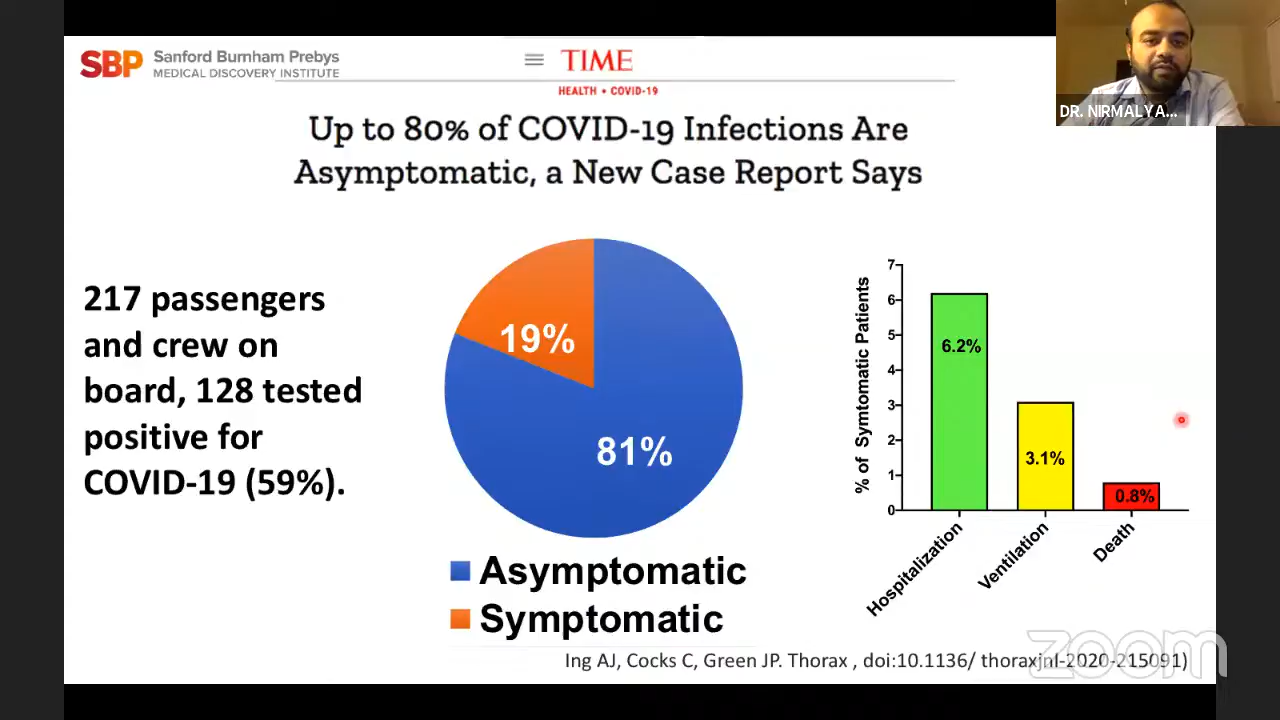 SBP Sanford Burnham Prebys
MEDICAL DISCOVERY INSTITUTE
TIME
HEALTH • COVID-19
DR. NIRMALYA...
Up to 80% of COVID-19 Infections Are
Asymptomatic, a New Case Report Says
217 passengers
and crew on
board, 128 tested
positive for
COVID-19 (59%).
19%
81%
Asymptomatic
Symptomatic
% of Symtomatic Patients
7
6
5
4
3
2
1
0
6.2%
3.1%
0.8%
Hospitalization
Ventilation
Death
Ing AJ, Cocks C, Green JP. Thorax , doi:10.1136/ thoraxjnl-2020-215091)
zoom